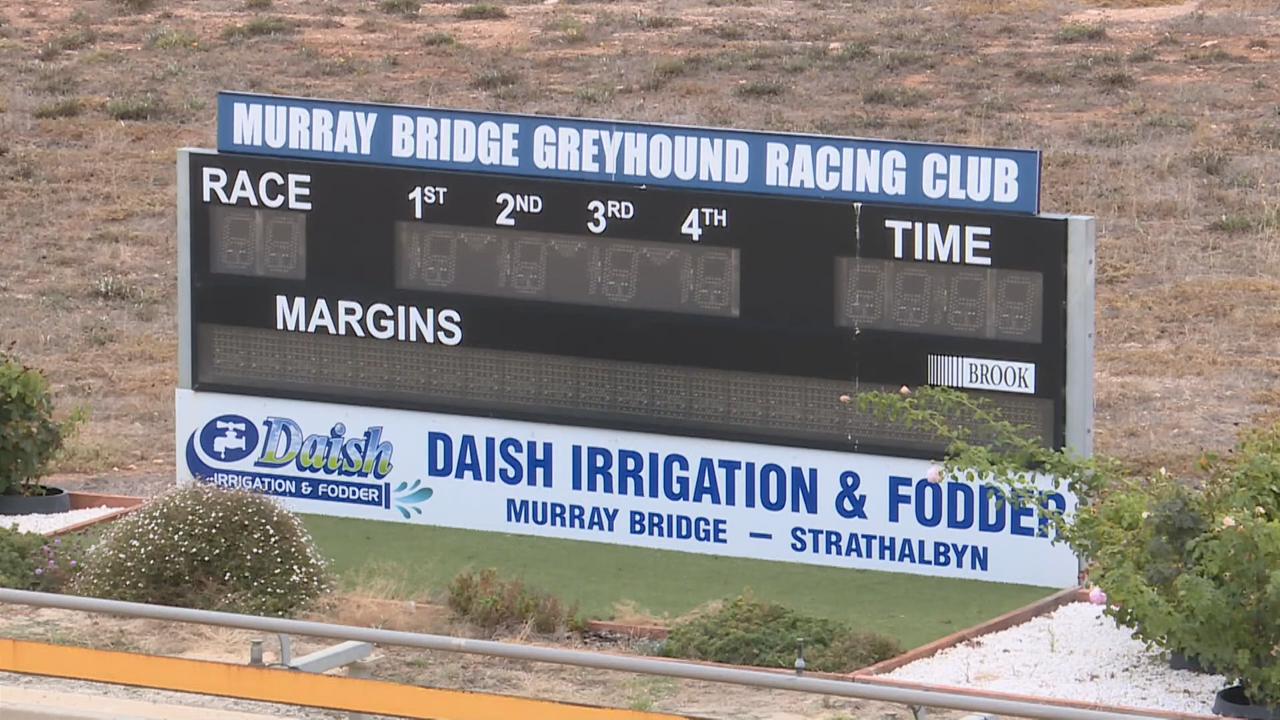 MURRAY BRIDGE GREYHOUND RACING CLUB
RACE 1ST 2ND 3RD 4TH TIME
MARGINS
BROOK
Daish
IRRIGATION & FODDER
DAISH IRRIGATION & FODDER
MURRAY BRIDGE — STRATHALBYN